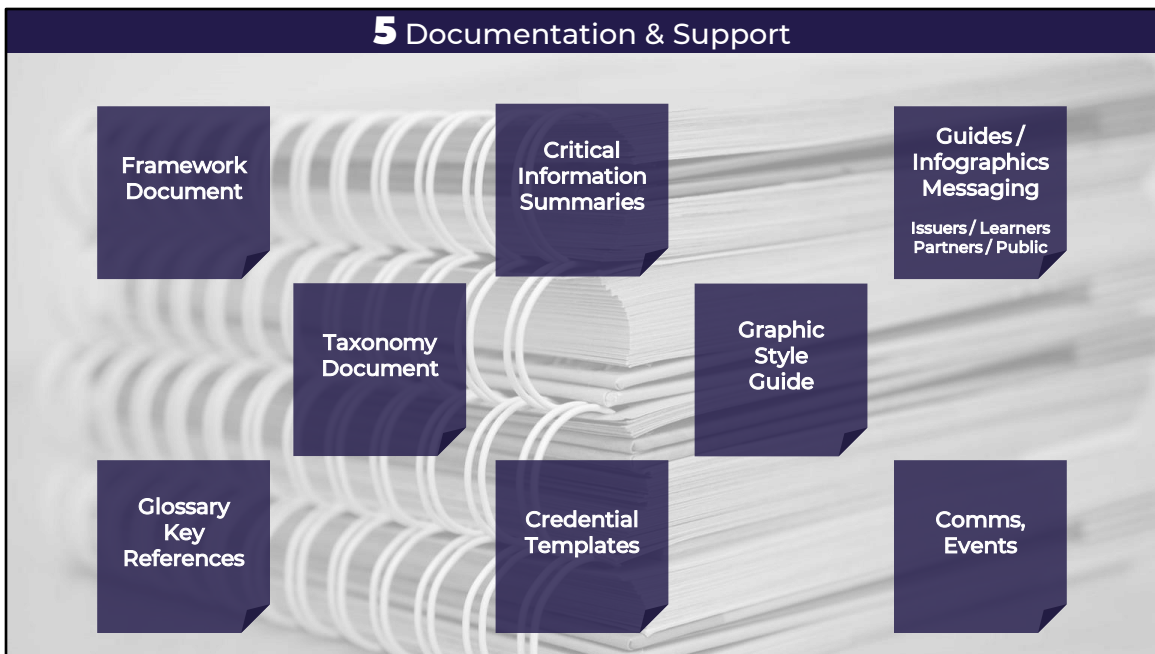 5 Documentation & Support
Framework
Document
Critical
Information
Summaries
Guides /
Infographics
Messaging
Issuers / Learners
Partners / Public
Taxonomy
Document
Graphic
Style
Guide
Glossary
Key
References
Credential
Templates
Comms,
Events